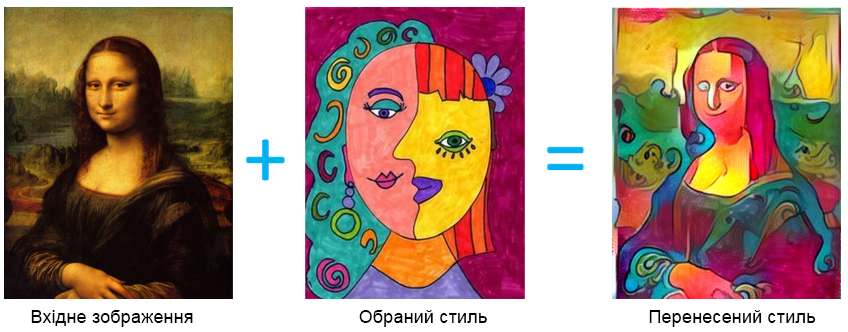 Вхідне зображення
Обраний стиль
Перенесений стиль